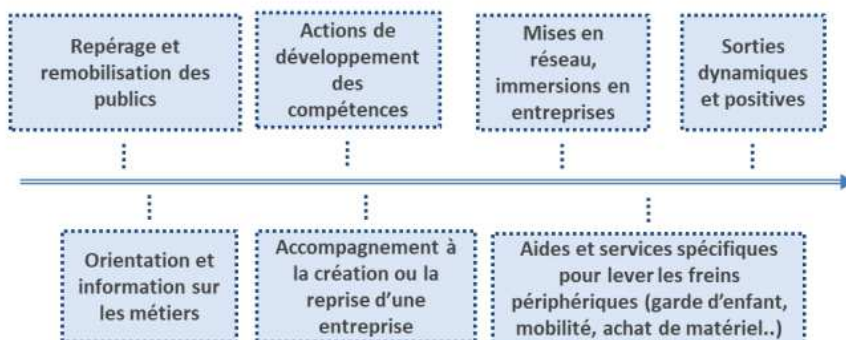 Repérage et
remobilisation des
publics
Actions de
développement
des
compétences
Mises en
réseau,
immersions en
entreprises
Sorties
dynamiques
et positives
Orientation et
information sur
les métiers
Accompagnement à
la création ou la
reprise d'une
entreprise
Aides et services spécifiques
pour lever les freins
périphériques (garde d'enfant,
mobilité, achat de matériel..)